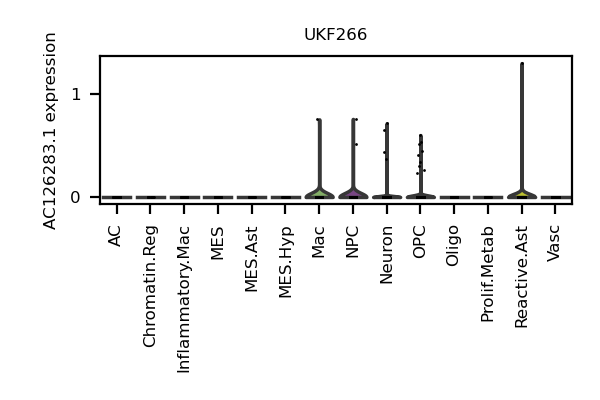 UKF266
AC126283.1 expression
1
0
AC
Chromatin.Reg
Inflammatory.Mac
MES
MES.Ast
MES.Hyp
Mac
NPC
Neuron
OPC
Oligo
Prolif.Metab
Reactive.Ast
Vasc